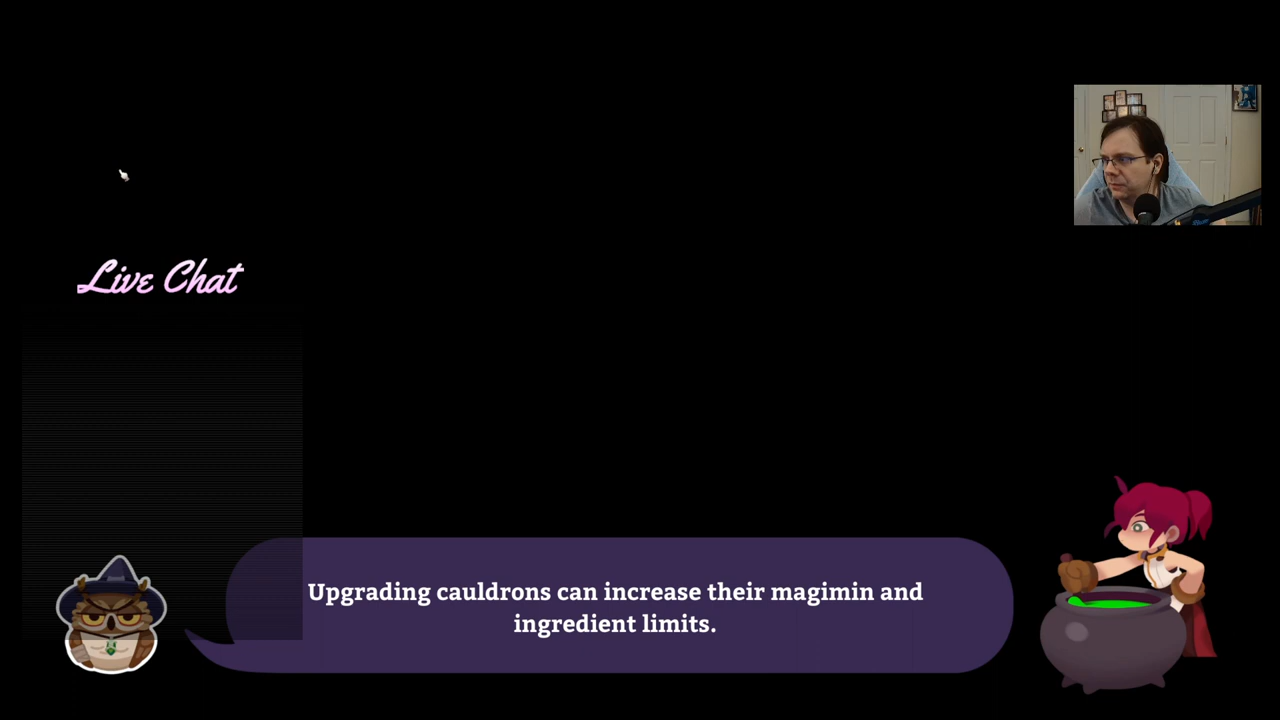 Live Chat
Upgrading cauldrons can increase their magimin and
ingredient limits.